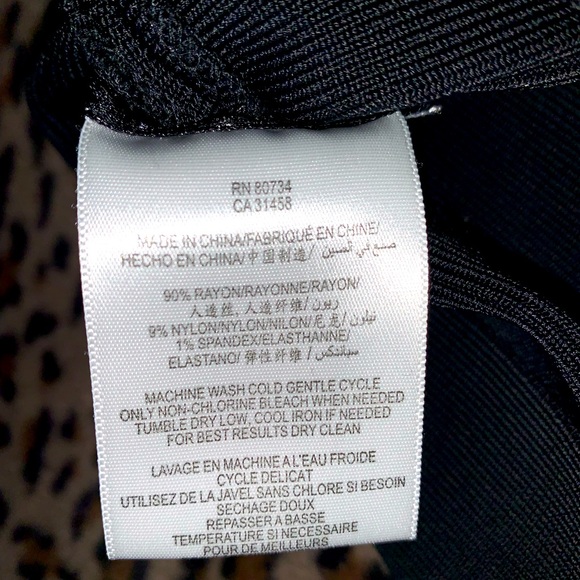 RN 80734
CA 31458
MADE IN CHINA/FABRIQUÉ EN CHINE/
HECHO EN CHINA/中国制造/ صنع في الصين/
90% RAYON/RAYONNE/RAYON/
人造丝, 人造纤维/ ريون/
9% NYLON/NYLON/NILON/尼龙/ نيلون/
1% SPANDEX/ELASTHANNE/
ELASTANO/ 弹性纤维/ سباندكس/
MACHINE WASH COLD GENTLE CYCLE
ONLY NON-CHLORINE BLEACH WHEN NEEDED
TUMBLE DRY LOW, COOL IRON IF NEEDED
FOR BEST RESULTS DRY CLEAN
LAVAGE EN MACHINE A L'EAU FROIDE
CYCLE DELICAT
UTILISEZ DE LA JAVEL SANS CHLORE SI BESOIN
SECHAGE DOUX
REPASSER A BASSE
TEMPERATURE SI NECESSAIRE
POUR DE MEILLEURS